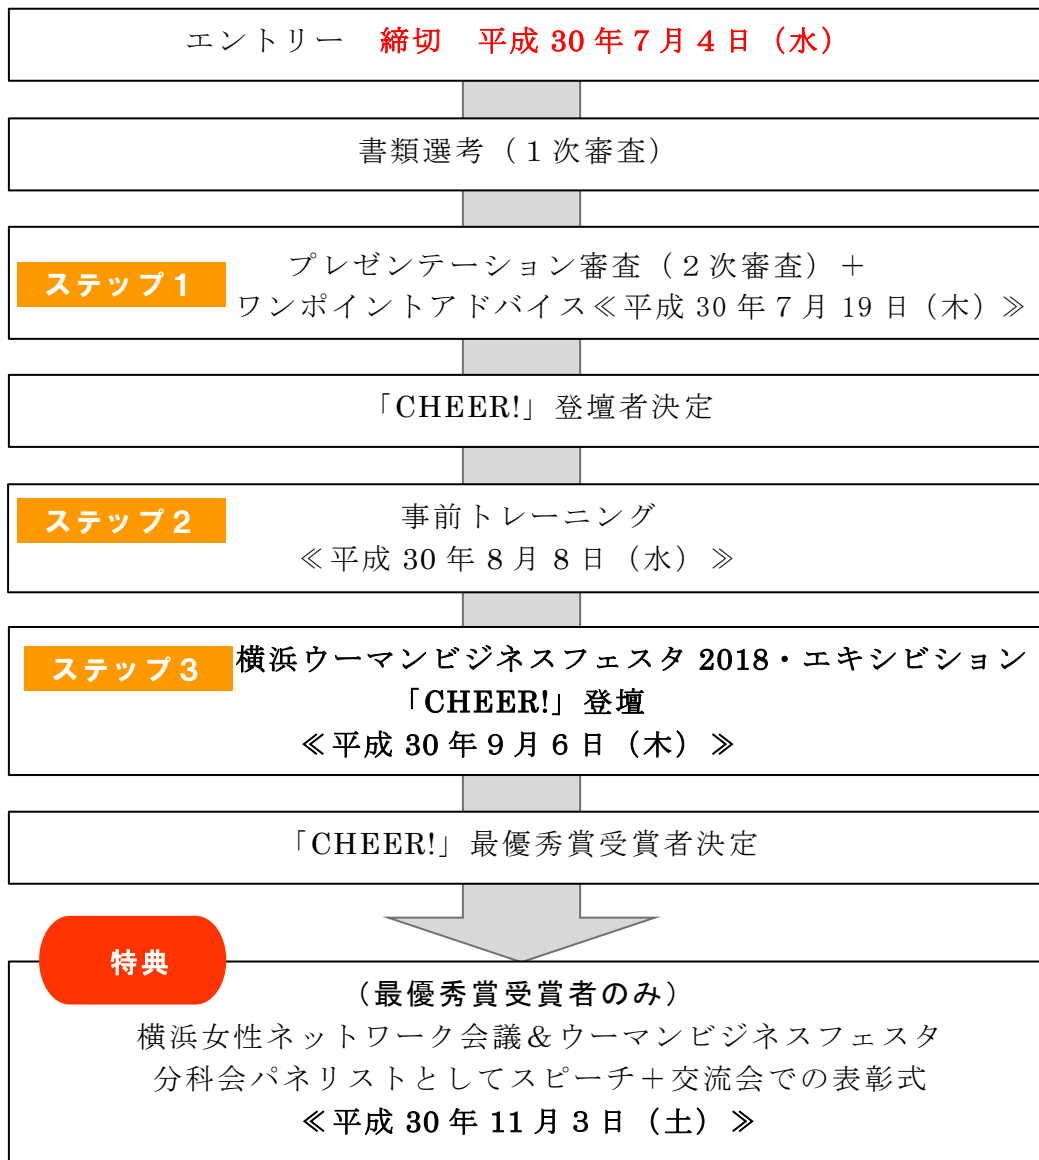 エントリー　締切　平成 30 年７月４日（水）
書類選考（１次審査）
ステップ１
プレゼンテーション審査（２次審査）＋
ワンポイントアドバイス≪平成 30 年７月 19 日（木）≫
「CHEER!」登壇者決定
ステップ２
事前トレーニング
≪平成 30 年８月８日（水）≫
ステップ３
横浜ウーマンビジネスフェスタ 2018・エキシビション
「CHEER!」登壇
≪平成 30 年９月６日（木）≫
「CHEER!」最優秀賞受賞者決定
特典
（最優秀賞受賞者のみ）
横浜女性ネットワーク会議＆ウーマンビジネスフェスタ
分科会パネリストとしてスピーチ＋交流会での表彰式
≪平成 30 年 11 月３日（土）≫